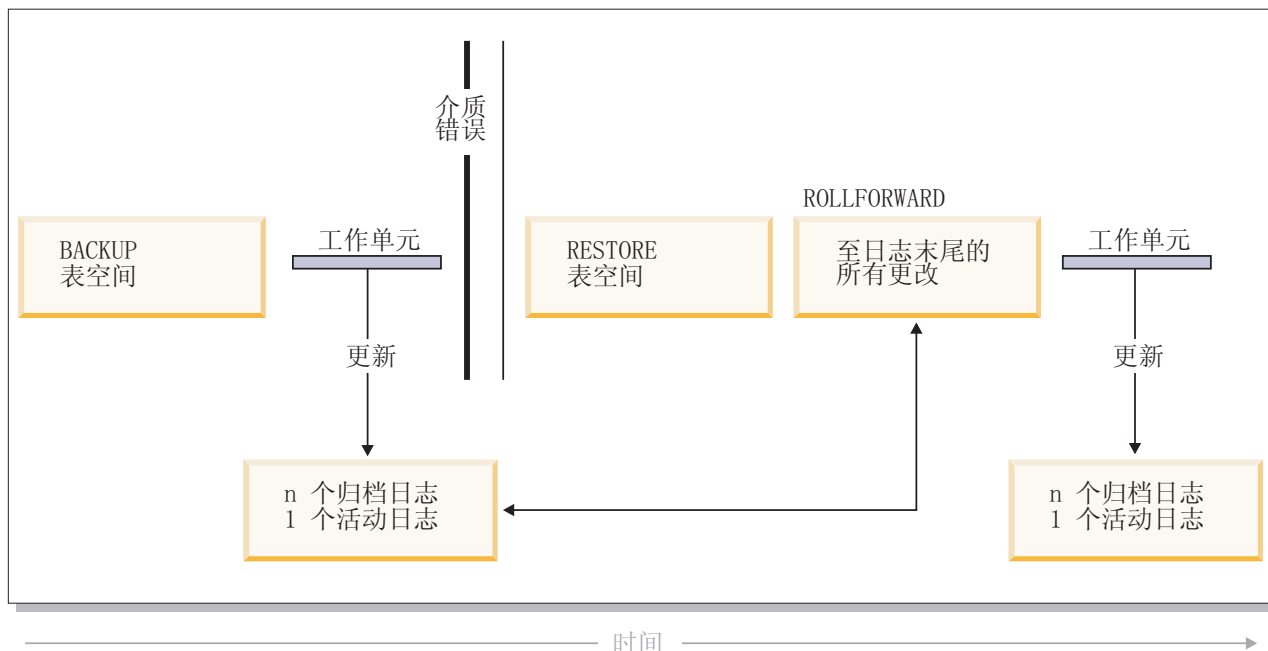 介质
错误
ROLLFORWARD
BACKUP
表空间
工作单元
RESTORE
表空间
至日志末尾的
所有更改
工作单元
更新
更新
n 个归档日志
1 个活动日志
n 个归档日志
1 个活动日志
时间